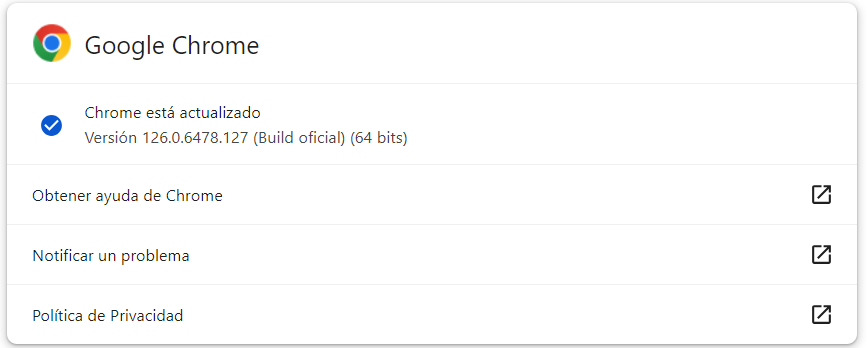 Google Chrome
Chrome está actualizado
Versión 126.0.6478.127 (Build oficial) (64 bits)
Obtener ayuda de Chrome
Notificar un problema
Política de Privacidad